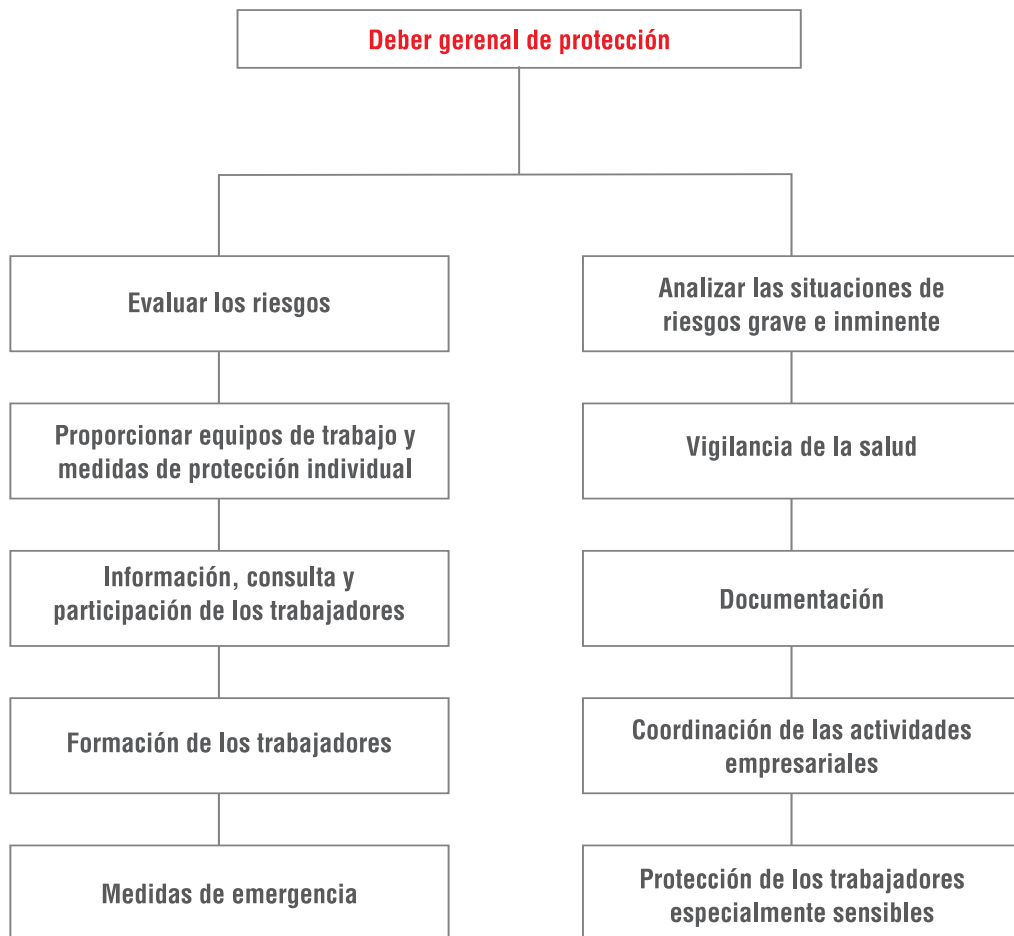 Deber gerenal de protección
Evaluar los riesgos
Proporcionar equipos de trabajo y
medidas de protección individual
Información, consulta y
participación de los trabajadores
Formación de los trabajadores
Medidas de emergencia
Analizar las situaciones de
riesgos grave e inminente
Vigilancia de la salud
Documentación
Coordinación de las actividades
empresariales
Protección de los trabajadores
especialmente sensibles